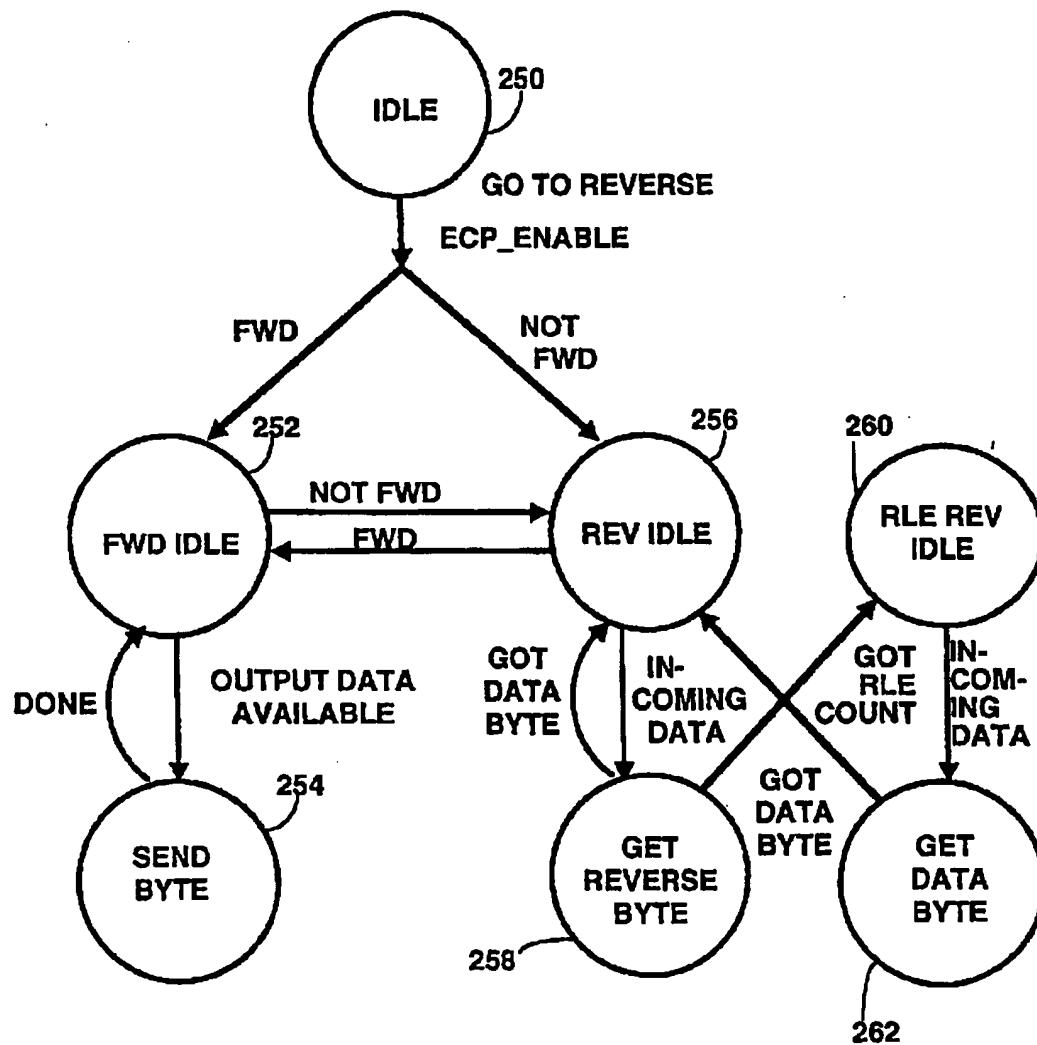 250
IDLE
GO TO REVERSE
ECP_ENABLE
FWD
NOT
FWD
252
256
260
NOT FWD
FWD
FWD IDLE
REV IDLE
RLE REV
IDLE
DONE
OUTPUT DATA
AVAILABLE
GOT
DATA
BYTE
IN-
COMING
DATA
GOT
RLE
COUNT
IN-
COM-
ING
DATA
GOT
DATA
BYTE
254
SEND
BYTE
GET
REVERSE
BYTE
GET
DATA
BYTE
258
262